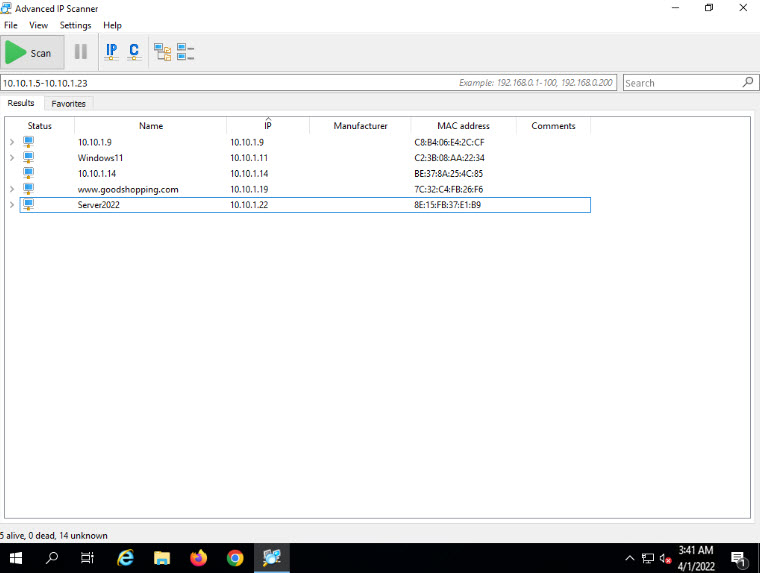 Advanced IP Scanner
File View Settings Help
Scan IP C
10.10.1.5-10.10.1.23 Example: 192.168.0.1-100, 192.168.0.200 Search
Results Favorites
Status Name IP Manufacturer MAC address Comments
10.10.1.9 10.10.1.9 C8:B4:06:E4:2C:CF
Windows11 10.10.1.11 C2:3B:08:AA:22:34
10.10.1.14 10.10.1.14 BE:37:8A:25:4C:85
www.goodshopping.com 10.10.1.19 7C:32:C4:FB:26:F6
Server2022 10.10.1.22 8E:15:FB:37:E1:B9
5 alive, 0 dead, 14 unknown
3:41 AM
4/1/2022
1